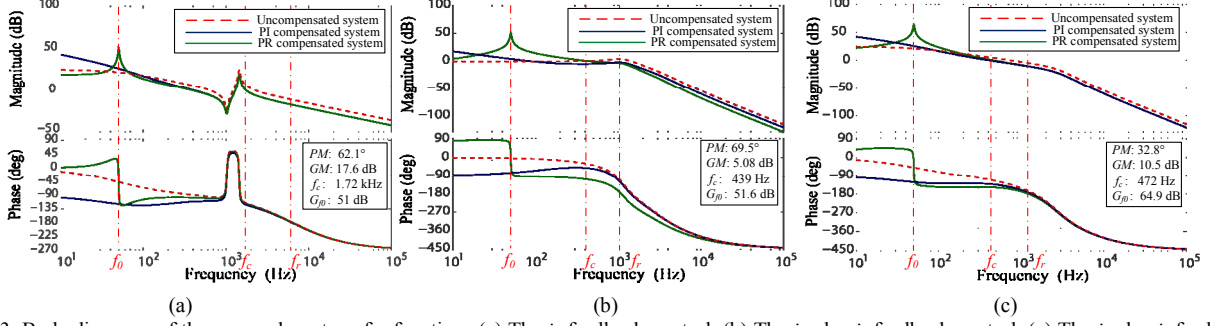 100
50
0
−50
Magnitude (dB)
Uncompensated system
PI compensated system
PR compensated system
90
45
0
-45
-90
-135
-180
-225
-270
Phase (deg)
PM: 62.1°
GM: 17.6 dB
fc: 1.72 kHz
Gf0: 51 dB
10^1 f0 10^2 10^3 fc fr 10^4 10^5
Frequency (Hz)
(a)
100
50
0
-50
-100
Magnitude (dB)
Uncompensated system
PI compensated system
PR compensated system
90
0
-90
-180
-270
-360
-450
Phase (deg)
PM: 69.5°
GM: 5.08 dB
fc: 439 Hz
Gf0: 51.6 dB
10^1 f0 10^2 fc 10^3 fr 10^4 10^5
Frequency (Hz)
(b)
100
50
0
-50
-100
Magnitude (dB)
Uncompensated system
PI compensated system
PR compensated system
90
0
-90
-180
-270
-360
-450
Phase (deg)
PM: 32.8°
GM: 10.5 dB
fc: 472 Hz
Gf0: 64.9 dB
10^1 f0 10^2 fc 10^3 fr 10^4 10^5
Frequency (Hz)
(c)